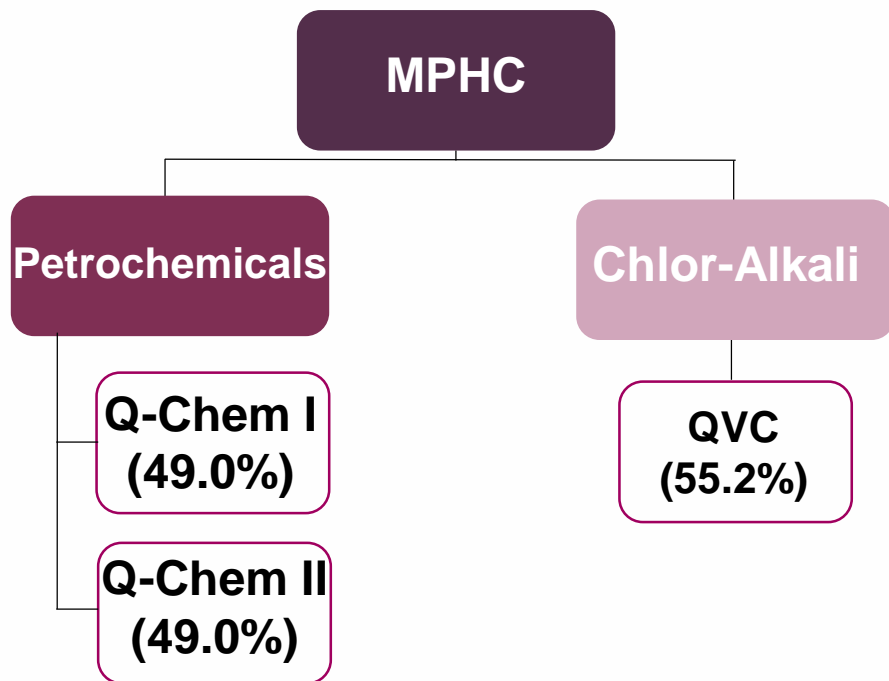 MPHC
Petrochemicals
Chlor-Alkali
Q-Chem I
(49.0%)
QVC
(55.2%)
Q-Chem II
(49.0%)